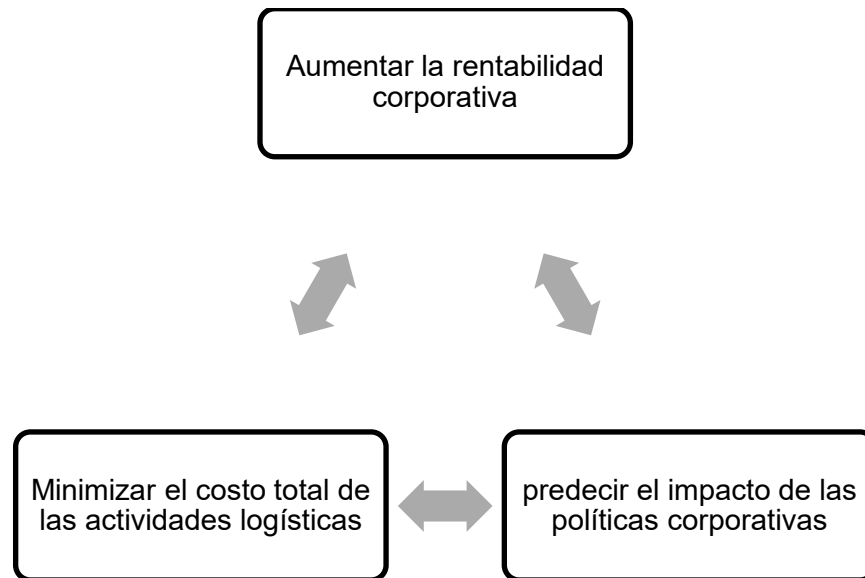 Aumentar la rentabilidad
corporativa
Minimizar el costo total de
las actividades logísticas
predecir el impacto de las
políticas corporativas